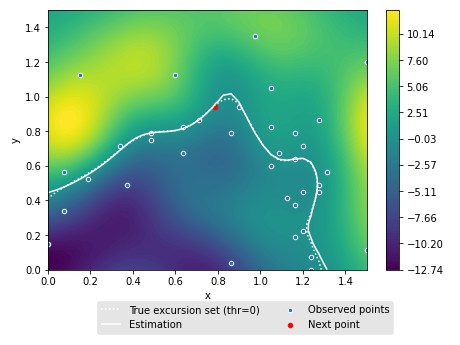 1.4
1.2
1.0
0.8
0.6
0.4
0.2
0.0
y
0.0 0.2 0.4 0.6 0.8 1.0 1.2 1.4
x
10.14
7.60
5.06
2.51
−0.03
−2.57
−5.11
−7.66
−10.20
−12.74
True excursion set (thr=0)
Estimation
Observed points
Next point